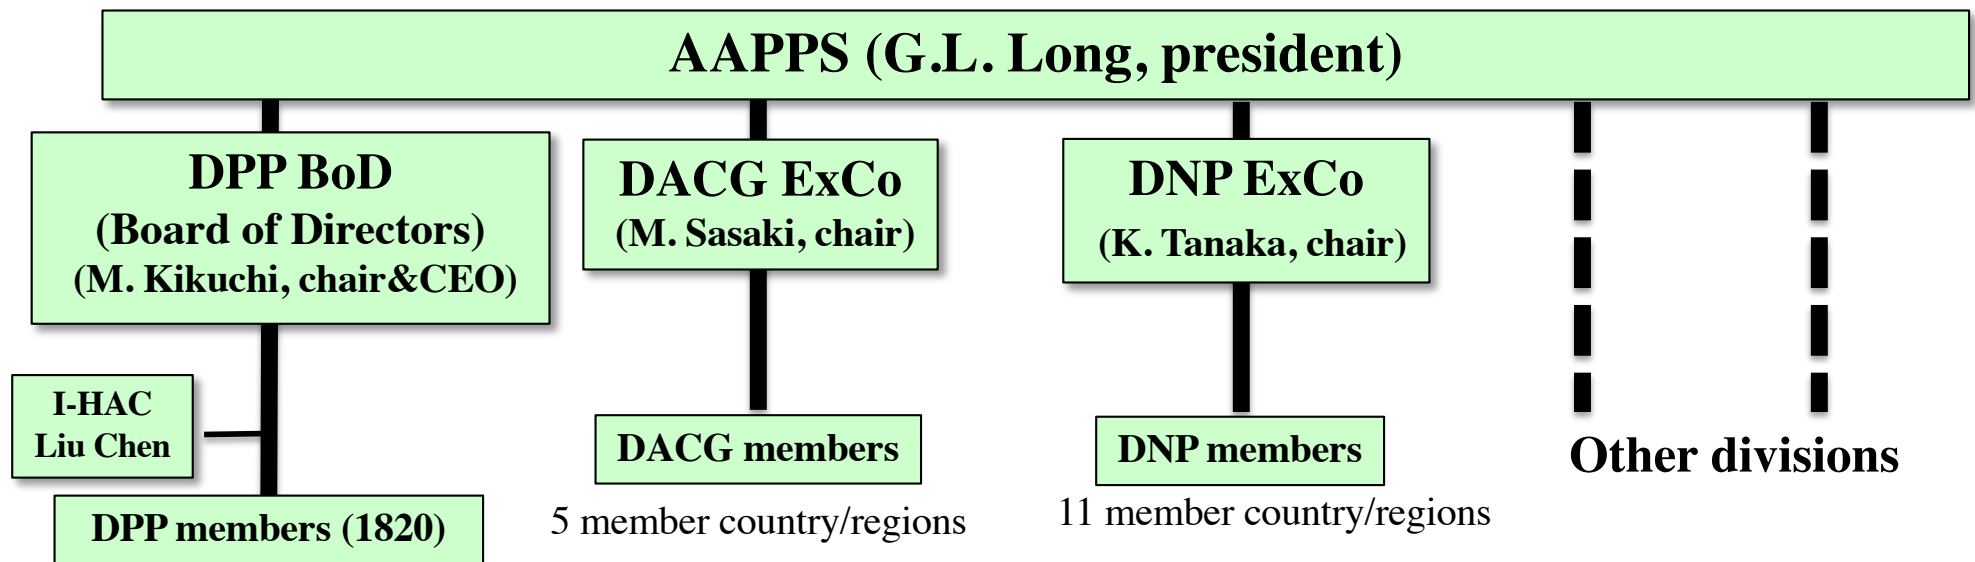 AAPPS (G.L. Long, president)
DPP BoD
(Board of Directors)
(M. Kikuchi, chair&CEO)
DACG ExCo
(M. Sasaki, chair)
DNP ExCo
(K. Tanaka, chair)
I-HAC
Liu Chen
DPP members (1820)
DACG members
5 member country/regions
DNP members
11 member country/regions
Other divisions